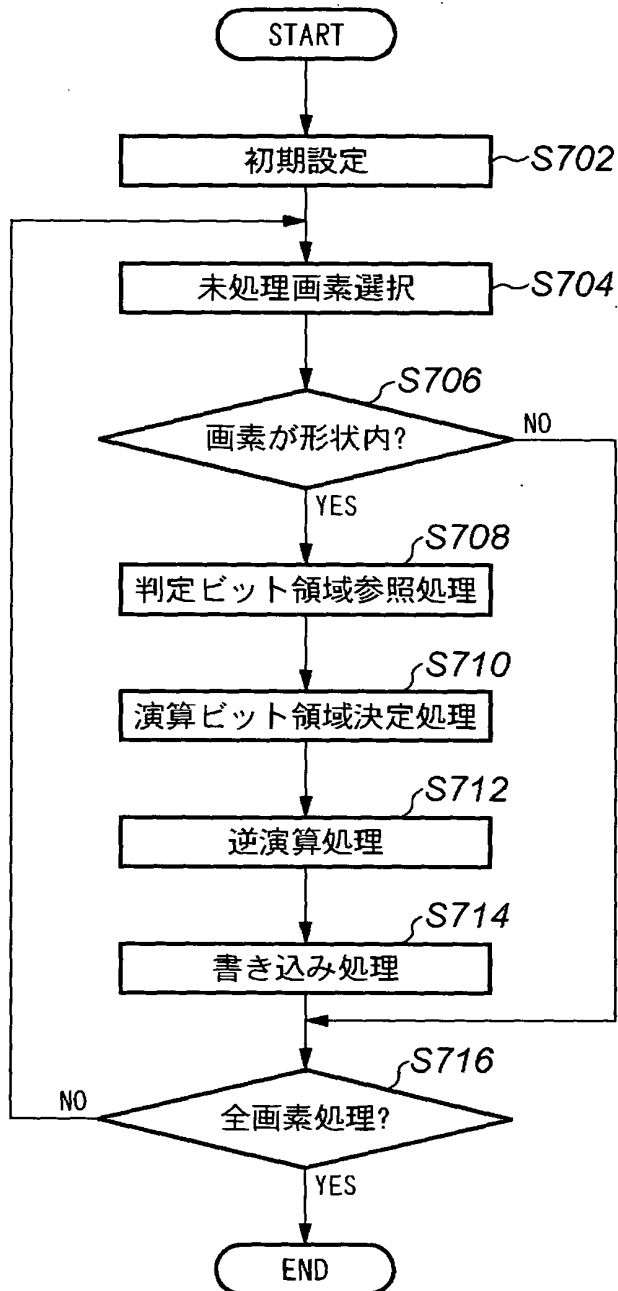 START
初期設定
S702
未処理画素選択
S704
S706
画素が形状内?
NO
YES
S708
判定ビット領域参照処理
S710
演算ビット領域決定処理
S712
逆演算処理
S714
書き込み処理
S716
NO
全画素処理?
YES
END